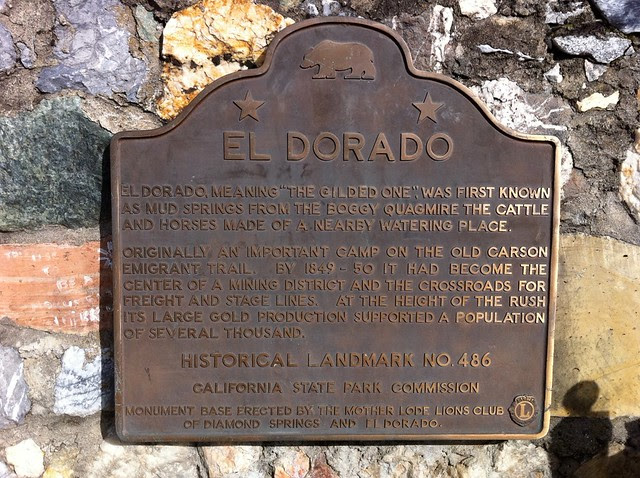 EL DORADO
EL DORADO, MEANING "THE GILDED ONE", WAS FIRST KNOWN
AS MUD SPRINGS FROM THE BOGGY QUAGMIRE THE CATTLE
AND HORSES MADE OF A NEARBY WATERING PLACE.
ORIGINALLY AN IMPORTANT CAMP ON THE OLD CARSON
EMIGRANT TRAIL. BY 1849-50 IT HAD BECOME THE
CENTER OF A MINING DISTRICT AND THE CROSSROADS FOR
FREIGHT AND STAGE LINES. AT THE HEIGHT OF THE RUSH
ITS LARGE GOLD PRODUCTION SUPPORTED A POPULATION
OF SEVERAL THOUSAND.
HISTORICAL LANDMARK NO. 486
CALIFORNIA STATE PARK COMMISSION
MONUMENT BASE ERECTED BY THE MOTHER LODE LIONS CLUB
OF DIAMOND SPRINGS AND EL DORADO.
L